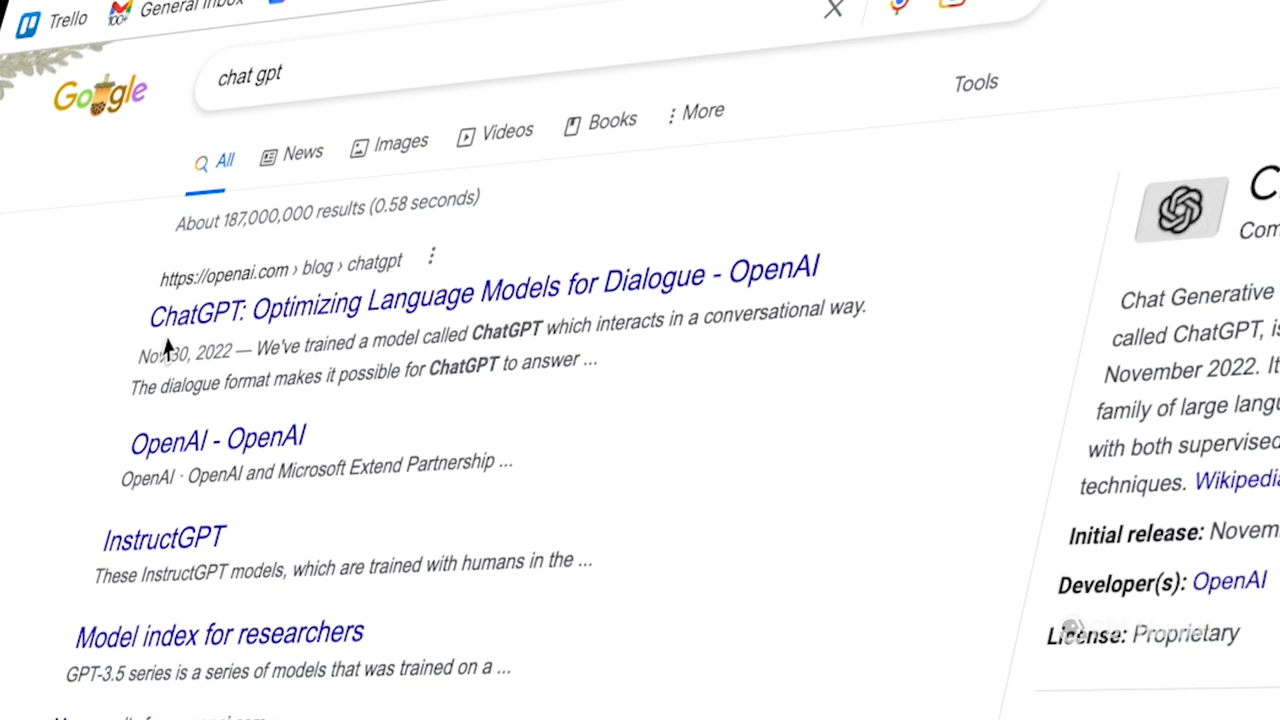 Trello
General Inbox
100+
Google
chat gpt
Tools
All
News
Images
Videos
Books
More
About 187,000,000 results (0.58 seconds)
https://openai.com › blog › chatgpt
ChatGPT: Optimizing Language Models for Dialogue - OpenAI
Nov 30, 2022 — We've trained a model called ChatGPT which interacts in a conversational way.
The dialogue format makes it possible for ChatGPT to answer ...
OpenAI - OpenAI
OpenAI · OpenAI and Microsoft Extend Partnership ...
InstructGPT
These InstructGPT models, which are trained with humans in the ...
Model index for researchers
GPT-3.5 series is a series of models that was trained on a ...
Chat Generative
called ChatGPT, is
November 2022. It
family of large langu
with both supervised
techniques. Wikipedia
Initial release: Novem
Developer(s): OpenAI
License: Proprietary